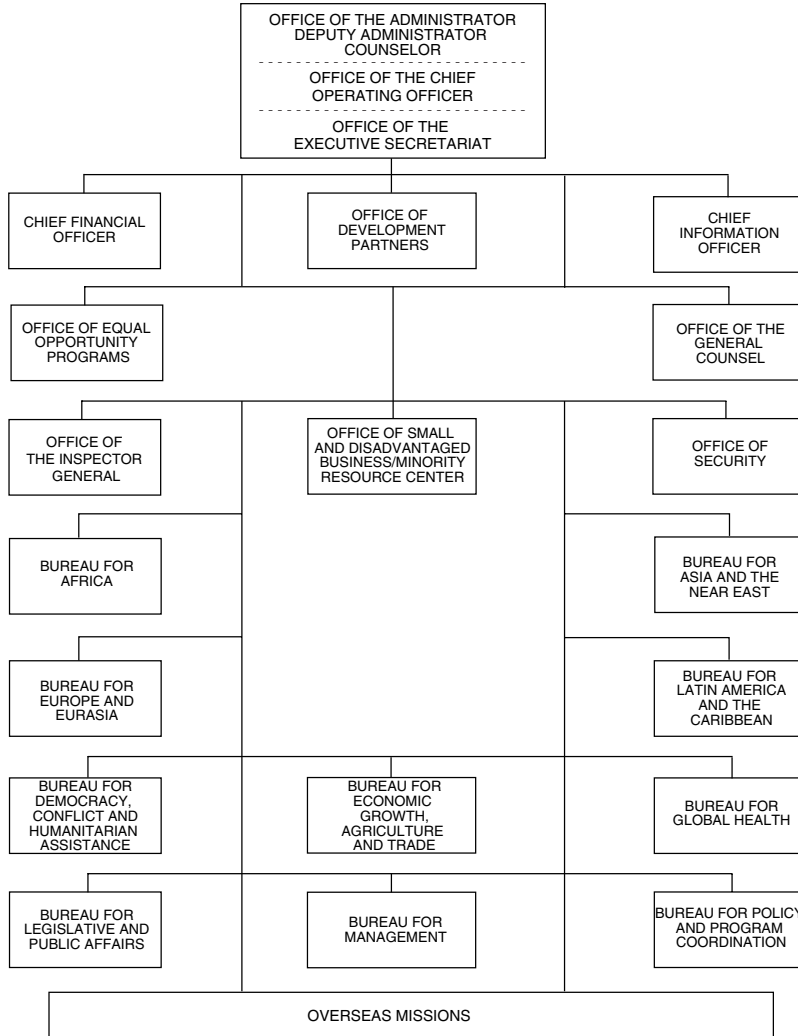 OFFICE OF THE ADMINISTRATOR
DEPUTY ADMINISTRATOR
COUNSELOR
OFFICE OF THE CHIEF
OPERATING OFFICER
OFFICE OF THE
EXECUTIVE SECRETARIAT
CHIEF FINANCIAL
OFFICER
OFFICE OF
DEVELOPMENT
PARTNERS
CHIEF
INFORMATION
OFFICER
OFFICE OF EQUAL
OPPORTUNITY
PROGRAMS
OFFICE OF THE
GENERAL
COUNSEL
OFFICE OF
THE INSPECTOR
GENERAL
OFFICE OF SMALL
AND DISADVANTAGED
BUSINESS/MINORITY
RESOURCE CENTER
OFFICE OF
SECURITY
BUREAU FOR
AFRICA
BUREAU FOR
ASIA AND THE
NEAR EAST
BUREAU FOR
EUROPE AND
EURASIA
BUREAU FOR
LATIN AMERICA
AND THE
CARIBBEAN
BUREAU FOR
DEMOCRACY,
CONFLICT AND
HUMANITARIAN
ASSISTANCE
BUREAU FOR
ECONOMIC
GROWTH,
AGRICULTURE
AND TRADE
BUREAU FOR
GLOBAL HEALTH
BUREAU FOR
LEGISLATIVE AND
PUBLIC AFFAIRS
BUREAU FOR
MANAGEMENT
BUREAU FOR POLICY
AND PROGRAM
COORDINATION
OVERSEAS MISSIONS